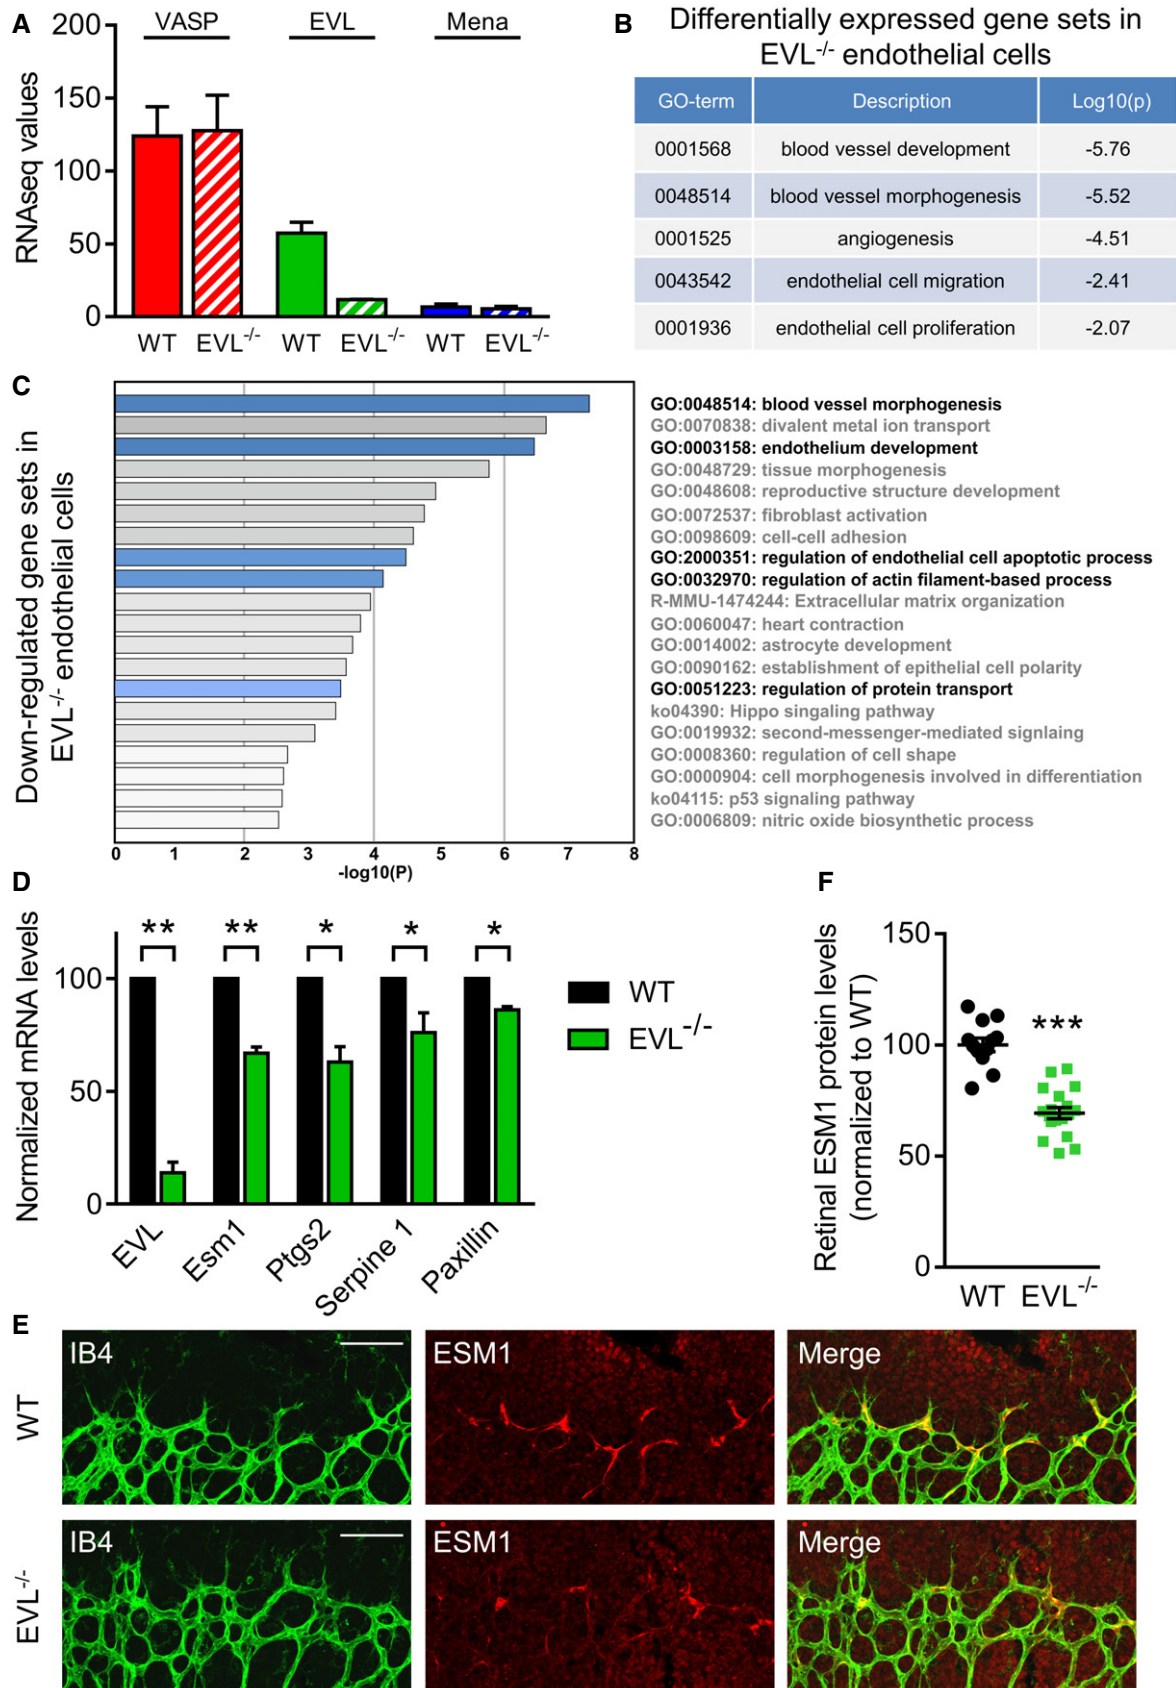 A
200
150
100
50
0
RNAseq values
VASP
EVL
Mena
WT
EVL-/-
WT
EVL-/-
WT
EVL-/-
B
Differentially expressed gene sets in
EVL-/- endothelial cells
GO-term Description Log10(p)
0001568 blood vessel development -5.76
0048514 blood vessel morphogenesis -5.52
0001525 angiogenesis -4.51
0043542 endothelial cell migration -2.41
0001936 endothelial cell proliferation -2.07
C
Down-regulated gene sets in
EVL-/- endothelial cells
GO:0048514: blood vessel morphogenesis
GO:0070838: divalent metal ion transport
GO:0003158: endothelium development
GO:0048729: tissue morphogenesis
GO:0048608: reproductive structure development
GO:0072537: fibroblast activation
GO:0098609: cell-cell adhesion
GO:2000351: regulation of endothelial cell apoptotic process
GO:0032970: regulation of actin filament-based process
R-MMU-1474244: Extracellular matrix organization
GO:0060047: heart contraction
GO:0014002: astrocyte development
GO:0090162: establishment of epithelial cell polarity
GO:0051223: regulation of protein transport
ko04390: Hippo singaling pathway
GO:0019932: second-messenger-mediated signlaing
GO:0008360: regulation of cell shape
GO:0000904: cell morphogenesis involved in differentiation
ko04115: p53 signaling pathway
GO:0006809: nitric oxide biosynthetic process
0 1 2 3 4 5 6 7 8
-log10(P)
D
Normalized mRNA levels
100
50
0
** ** * * *
EVL
Esm1
Ptgs2
Serpine 1
Paxillin
WT
EVL-/-
F
Retinal ESM1 protein levels
(normalized to WT)
150
100
50
0
***
WT EVL-/-
E
WT
IB4
ESM1
Merge
EVL-/-
IB4
ESM1
Merge